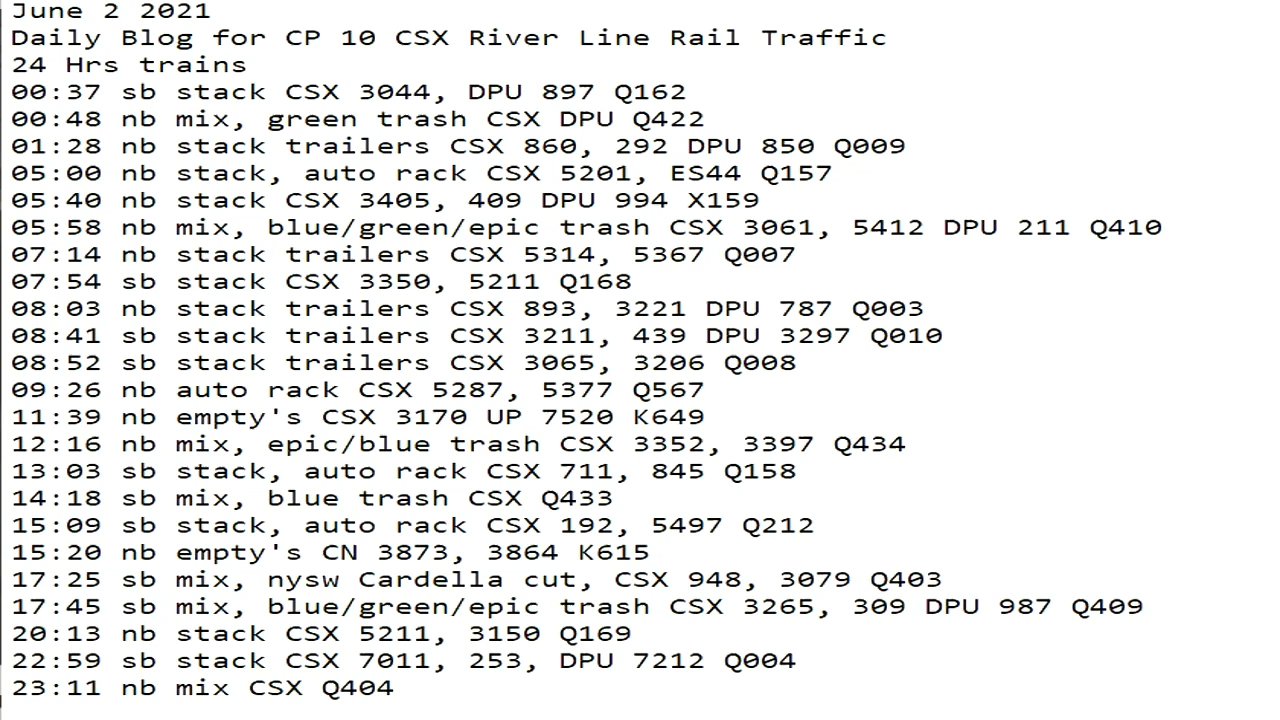 June 2 2021
Daily Blog for CP 10 CSX River Line Rail Traffic
24 Hrs trains
00:37 sb stack CSX 3044, DPU 897 Q162
00:48 nb mix, green trash CSX DPU Q422
01:28 nb stack trailers CSX 860, 292 DPU 850 Q009
05:00 nb stack, auto rack CSX 5201, ES44 Q157
05:40 nb stack CSX 3405, 409 DPU 994 X159
05:58 nb mix, blue/green/epic trash CSX 3061, 5412 DPU 211 Q410
07:14 nb stack trailers CSX 5314, 5367 Q007
07:54 sb stack CSX 3350, 5211 Q168
08:03 nb stack trailers CSX 893, 3221 DPU 787 Q003
08:41 sb stack trailers CSX 3211, 439 DPU 3297 Q010
08:52 sb stack trailers CSX 3065, 3206 Q008
09:26 nb auto rack CSX 5287, 5377 Q567
11:39 nb empty's CSX 3170 UP 7520 K649
12:16 nb mix, epic/blue trash CSX 3352, 3397 Q434
13:03 sb stack, auto rack CSX 711, 845 Q158
14:18 sb mix, blue trash CSX Q433
15:09 sb stack, auto rack CSX 192, 5497 Q212
15:20 nb empty's CN 3873, 3864 K615
17:25 sb mix, nysw Cardella cut, CSX 948, 3079 Q403
17:45 sb mix, blue/green/epic trash CSX 3265, 309 DPU 987 Q409
20:13 nb stack CSX 5211, 3150 Q169
22:59 sb stack CSX 7011, 253, DPU 7212 Q004
23:11 nb mix CSX Q404